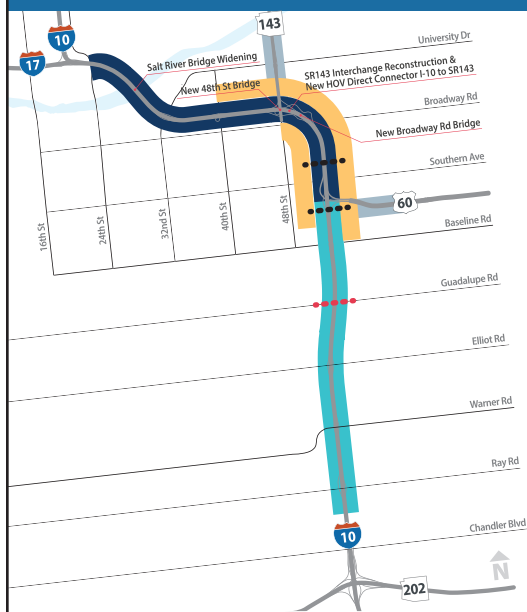 143
10
17
University Dr
Salt River Bridge Widening
SR143 Interchange Reconstruction &
New HOV Direct Connector I-10 to SR143
New 48th St Bridge
Broadway Rd
New Broadway Rd Bridge
Southern Ave
60
16th St
24th St
32nd St
40th St
48th St
Baseline Rd
Guadalupe Rd
Elliot Rd
Warner Rd
Ray Rd
Chandler Blvd
10
N
202